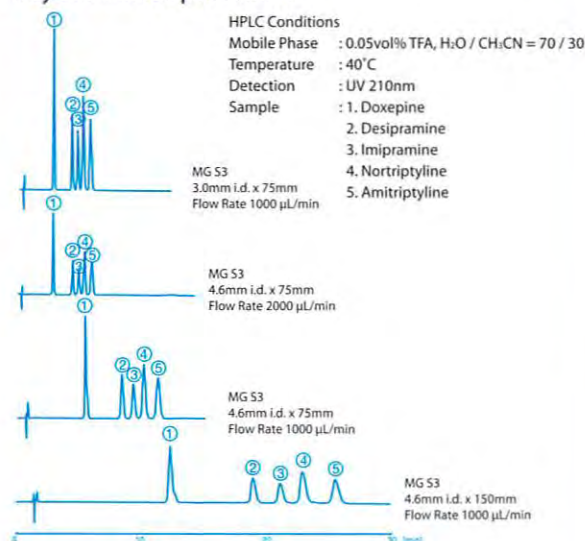 HPLC Conditions
Mobile Phase : 0.05vol% TFA, H₂O / CH₃CN = 70 / 30
Temperature : 40˚C
Detection : UV 210nm
Sample : 1. Doxepine
2. Desipramine
3. Imipramine
4. Nortriptyline
5. Amitriptyline
① ② ③ ④ ⑤
MG S3
3.0mm i.d. x 75mm
Flow Rate 1000 μL/min
① ② ③ ④ ⑤
MG S3
4.6mm i.d. x 75mm
Flow Rate 2000 μL/min
① ② ③ ④ ⑤
MG S3
4.6mm i.d. x 75mm
Flow Rate 1000 μL/min
① ② ③ ④ ⑤
MG S3
4.6mm i.d. x 150mm
Flow Rate 1000 μL/min